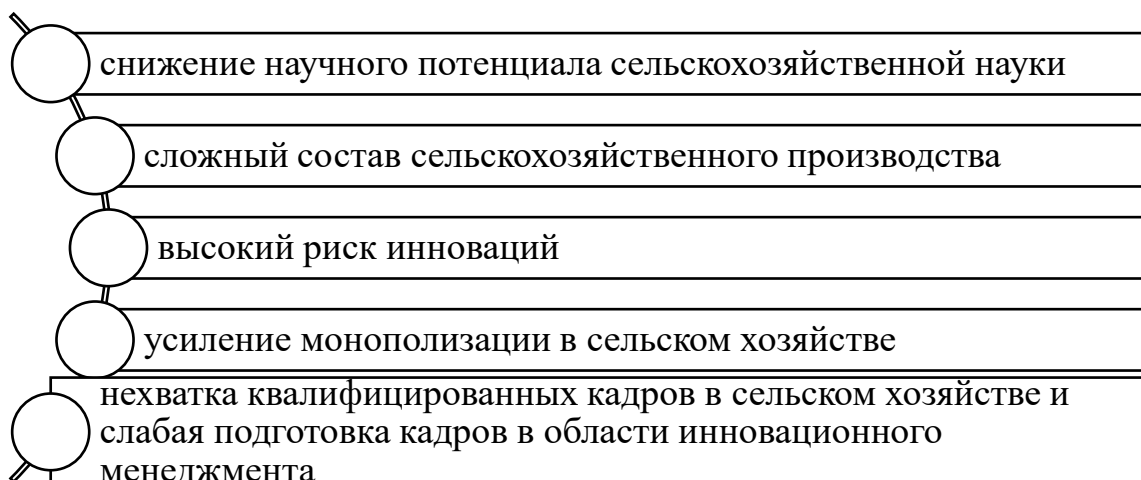 снижение научного потенциала сельскохозяйственной науки
сложный состав сельскохозяйственного производства
высокий риск инноваций
усиление монополизации в сельском хозяйстве
нехватка квалифицированных кадров в сельском хозяйстве и
слабая подготовка кадров в области инновационного
менеджмента